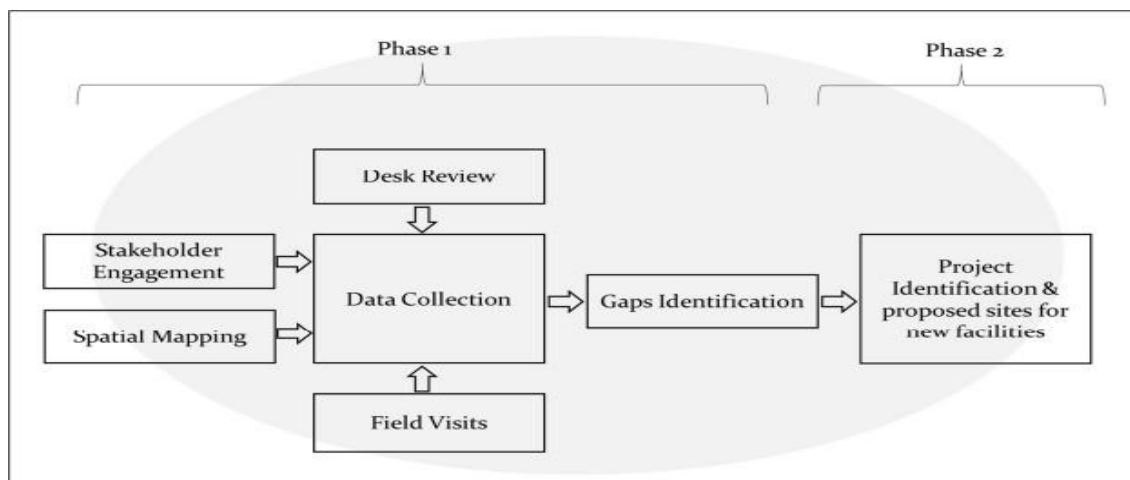 Phase 1
Phase 2
Desk Review
Stakeholder
Engagement
Spatial Mapping
Data Collection
Field Visits
Gaps Identification
Project
Identification &
proposed sites for
new facilities